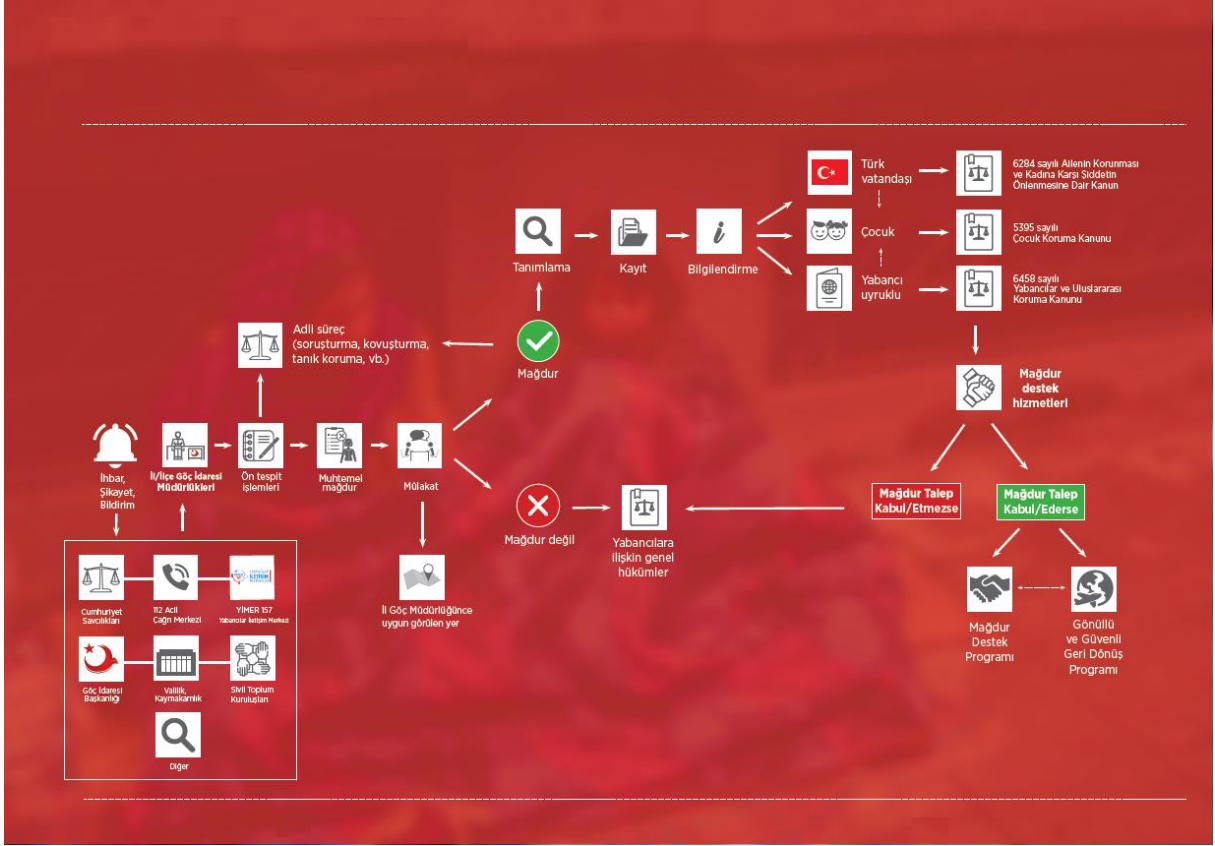 Türk
vatandaşı
6284 sayılı Ailenin Korunması
ve Kadına Karşı Şiddetin
Önlenmesine Dair Kanun
Çocuk
5395 sayılı
Çocuk Koruma Kanunu
Yabancı
uyruklu
6458 sayılı
Yabancılar ve Uluslararası
Koruma Kanunu
Tanımlama
Kayıt
Bilgilendirme
Adli süreç
(soruşturma, kovuşturma,
tanık koruma, vb.)
Mağdur
Mağdur
destek
hizmetleri
İhbar,
Şikayet,
Bildirim
İl/İlçe Göç İdaresi
Müdürlükleri
Ön tespit
işlemleri
Muhtemel
mağdur
Mülakat
Mağdur değil
Yabancılara
ilişkin genel
hükümler
Mağdur Talep
Kabul/Etmezse
Mağdur Talep
Kabul/Ederse
İl Göç Müdürlüğünce
uygun görülen yer
Mağdur
Destek
Programı
Gönüllü
ve Güvenli
Geri Dönüş
Programı
Cumhuriyet
Savcılıkları
112 Acil
Çağrı Merkezi
İLETİŞİM
YİMER 157
Yabancılar İletişim Merkezi
Göç İdaresi
Başkanlığı
Valilik,
Kaymakamlık
Sivil Toplum
Kuruluşları
Diğer